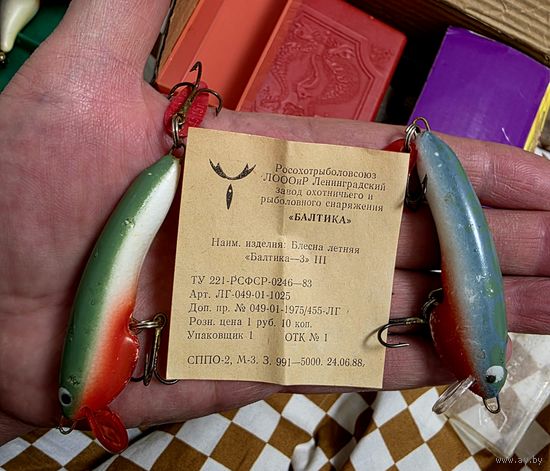 Росохотрыболовсоюз
ЛОООиР Ленинградский
завод охотничьего и
рыболовного снаряжения
«БАЛТИКА»
Наим. изделия: Блесна летняя
«Балтика—3» III
ТУ 221-РСФСР-0246—83
Арт. ЛГ-049-01-1025
Доп. пр. № 049-01-1975/455-ЛГ
Розн. цена 1 руб. 10 коп.
Упаковщик 1 ОТК № 1
СППО-2, М-3. З. 991—5000. 24.06.88.
www.ay.by